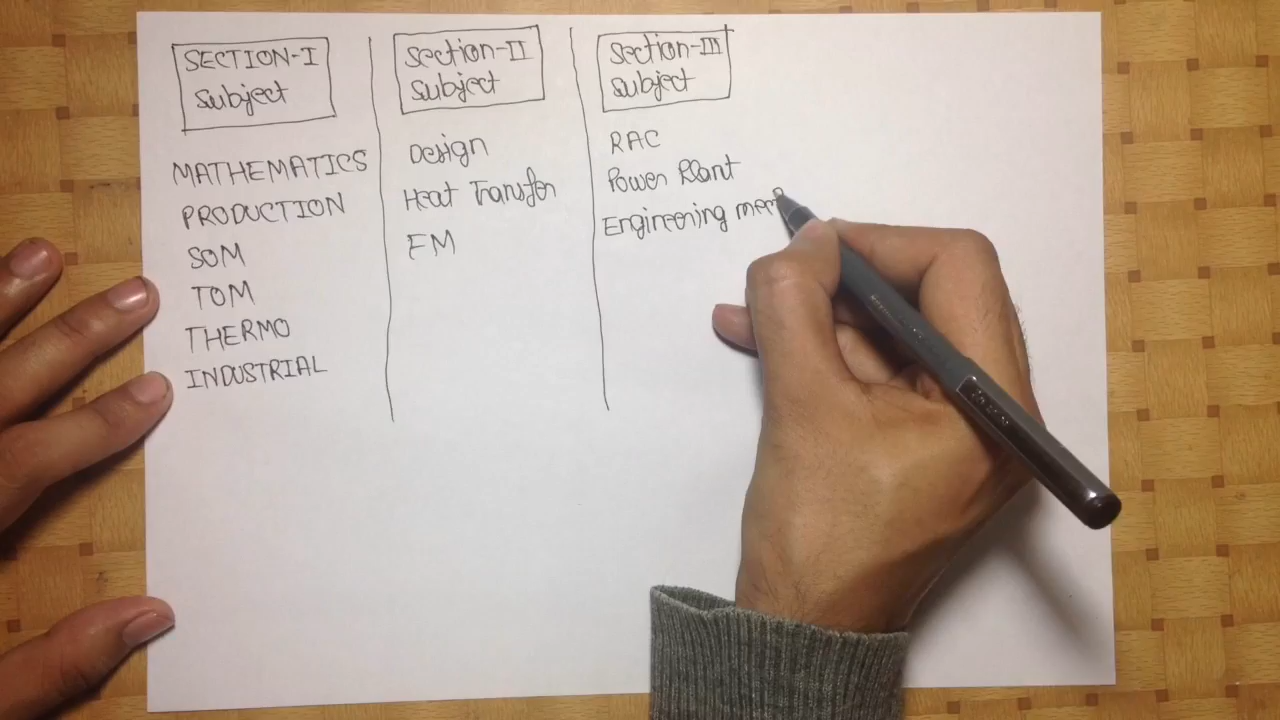 SECTION-I
Subject
MATHEMATICS
PRODUCTION
SOM
TOM
THERMO
INDUSTRIAL
Section-II
Subject
Design
Heat Transfer
FM
Section-III
Subject
RAC
Power Plant
Engineering